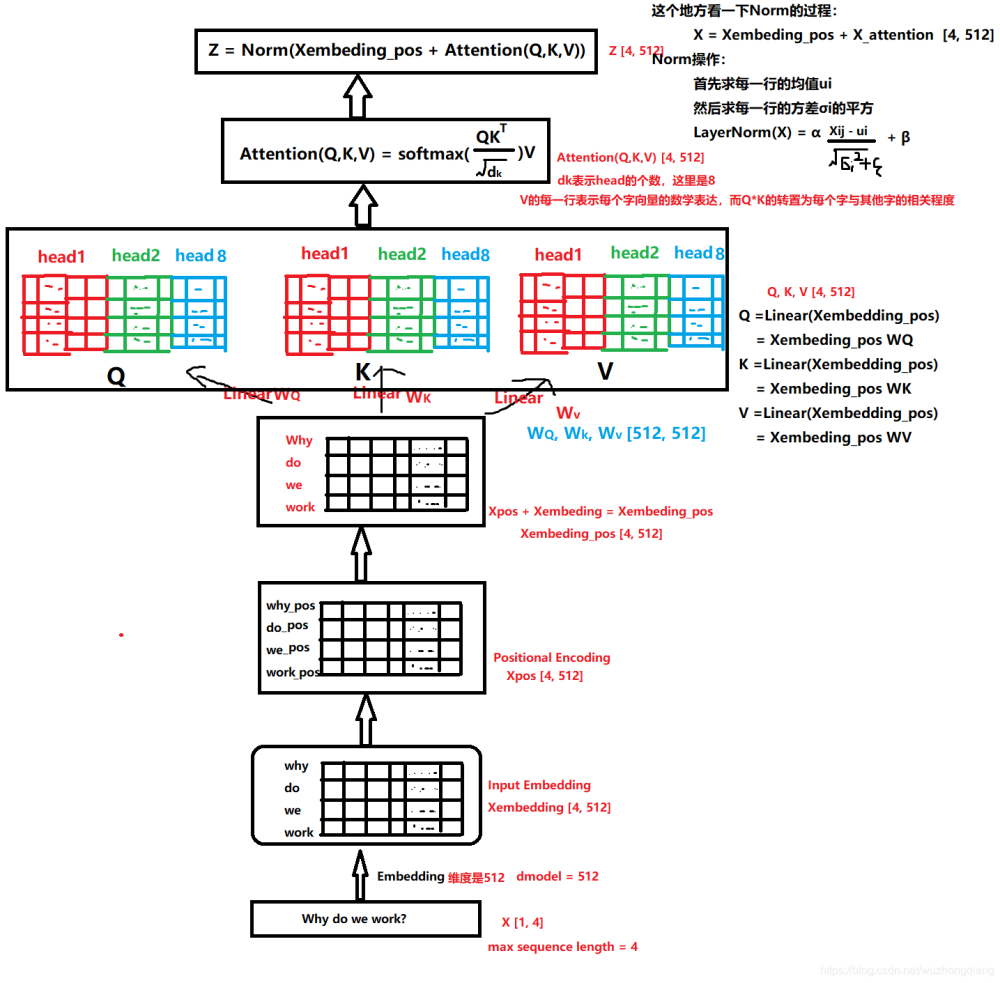 这个地方看一下Norm的过程：
X = Xembeding_pos + X_attention [4, 512]
Z = Norm(Xembeding_pos + Attention(Q,K,V))
Z [4, 512]
Norm操作：
首先求每一行的均值ui
然后求每一行的方差σi的平方
LayerNorm(X) = α (Xij - ui) / √(σi² + ξ) + β
Attention(Q,K,V) = softmax(QK^T / √dk)V
Attention(Q,K,V) [4, 512]
dk表示head的个数，这里是8
V的每一行表示每个字向量的数学表达，而Q*K的转置为每个字与其他字的相关程度
head1 head2 head8
head1 head2 head8
head1 head2 head8
Q
K
V
Q, K, V [4, 512]
Q =Linear(Xembedding_pos)
= Xembeding_pos WQ
K =Linear(Xembedding_pos)
= Xembeding_pos WK
V =Linear(Xembedding_pos)
= Xembeding_pos WV
LinearWQ
Linear WK
Linear
Wv
WQ, Wk, Wv [512, 512]
Why
do
we
work
Xpos + Xembeding = Xembeding_pos
Xembeding_pos [4, 512]
why_pos
do_pos
we_pos
work_pos
Positional Encoding
Xpos [4, 512]
why
do
we
work
Input Embedding
Xembedding [4, 512]
Embedding 维度是512 dmodel = 512
Why do we work?
X [1, 4]
max sequence length = 4
https://blog.csdn.net/wuzhongqiang